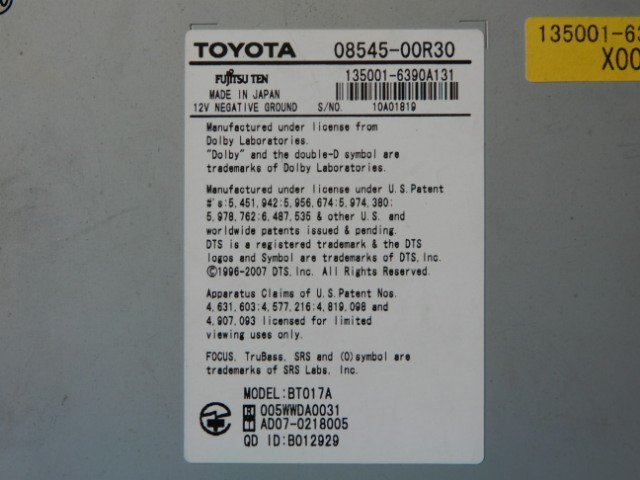 TOYOTA 08545-00R30
FUJITSU TEN 135001-6390A131
MADE IN JAPAN
12V NEGATIVE GROUND S/NO. 10A01819
Manufactured under license from
Dolby Laboratories.
"Dolby" and the double-D symbol are
trademarks of Dolby Laboratories.
Manufactured under license under U.S.Patent
#'s:5,451,942;5,956,674;5,974,380;
5,978,762;6,487,535 & other U.S. and
worldwide patents issued & pending.
DTS is a registered trademark & the DTS
logos and Symbol are trademarks of DTS, Inc.
©1996-2007 DTS, Inc. All Rights Reserved.
Apparatus Claims of U.S.Patent Nos.
4,631,603;4,577,216;4,819,098 and
4,907,093 licensed for limited
viewing uses only.
FOCUS, TruBass, SRS and (O)symbol are
trademarks of SRS Labs, Inc.
MODEL:BT017A
R 005WWDA0031
T AD07-0218005
QD ID:B012929
135001-63
X00